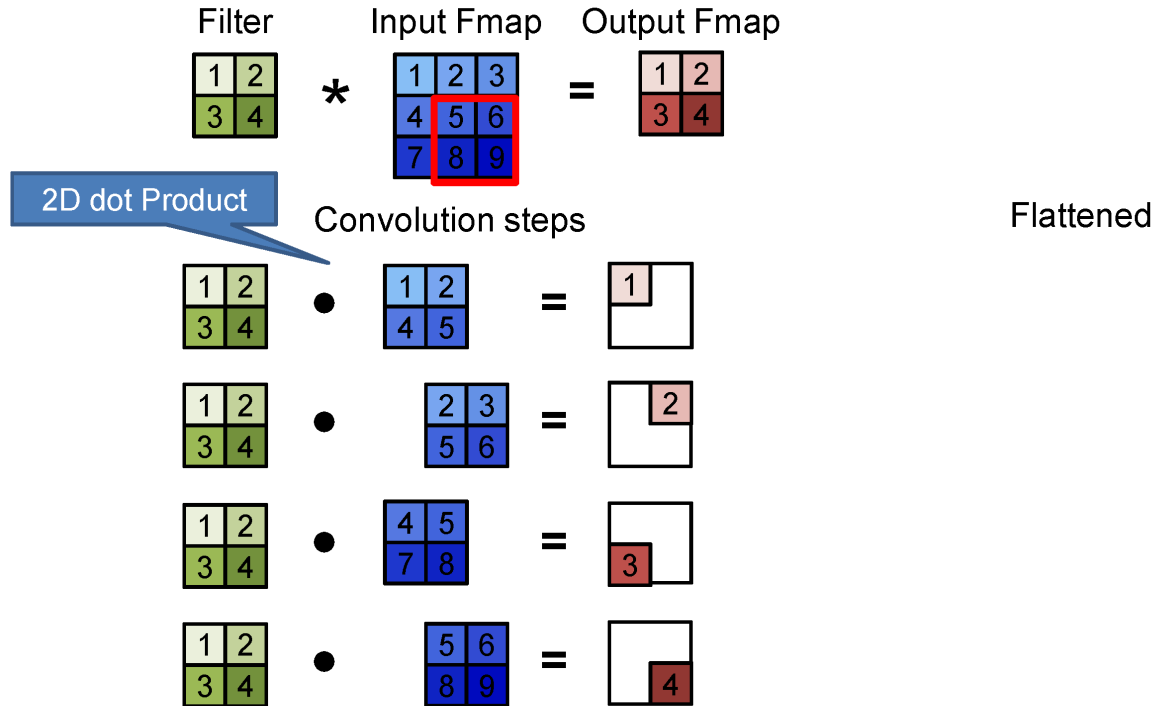 Filter Input Fmap Output Fmap
1 2 * 1 2 3 = 1 2
3 4 4 5 6 3 4
7 8 9
2D dot Product
Convolution steps Flattened
1 2 • 1 2 = 1
3 4 4 5
1 2 • 2 3 = 2
3 4 5 6
1 2 • 4 5 =
3 4 7 8 3
1 2 • 5 6 =
3 4 8 9 4